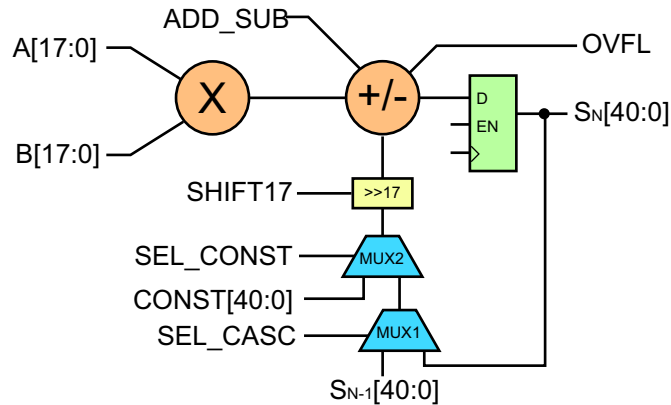 ADD_SUB
A[17:0]
OVFL
X
+/-
D
EN
SN[40:0]
B[17:0]
SHIFT17
>>17
SEL_CONST
MUX2
CONST[40:0]
SEL_CASC
MUX1
SN-1[40:0]